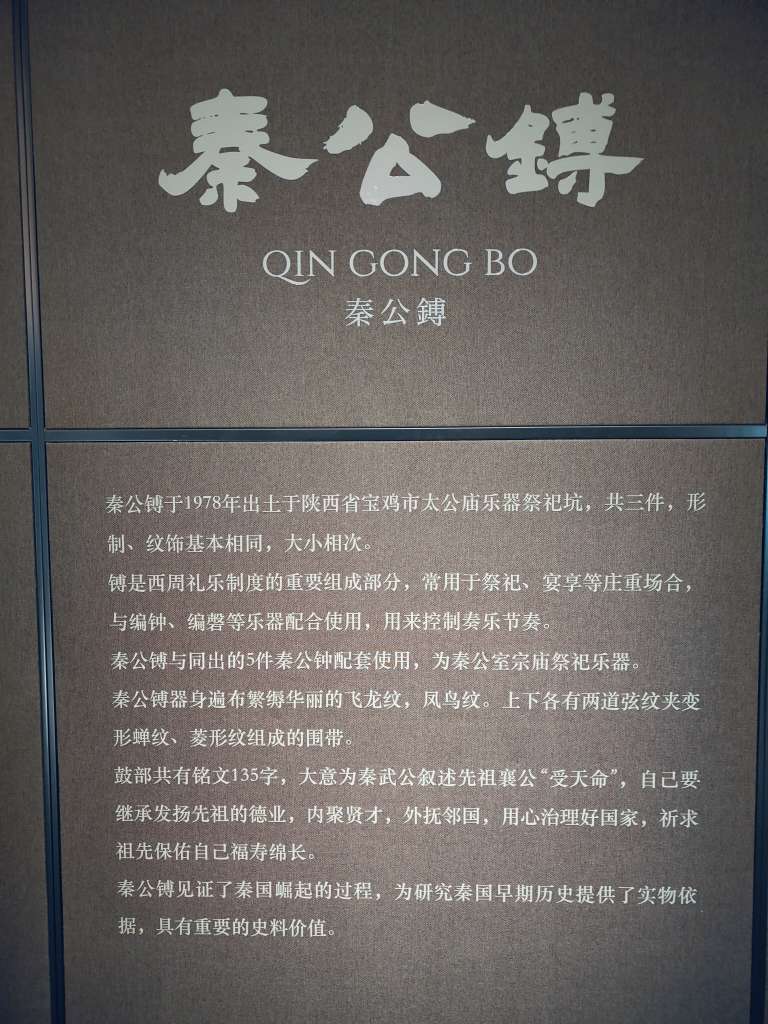 秦公鎛
QIN GONG BO
秦公鎛
秦公镈于1978年出土于陕西省宝鸡市太公庙乐器祭祀坑，共三件，形
制、纹饰基本相同，大小相次。
镈是西周礼乐制度的重要组成部分，常用于祭祀、宴享等庄重场合，
与编钟、编磬等乐器配合使用，用来控制奏乐节奏。
秦公镈与同出的5件秦公钟配套使用，为秦公室宗庙祭祀乐器。
秦公镈器身遍布繁缛华丽的飞龙纹，凤鸟纹。上下各有两道弦纹夹变
形蝉纹、菱形纹组成的围带。
鼓部共有铭文135字，大意为秦武公叙述先祖襄公“受天命”，自己要
继承发扬先祖的德业，内聚贤才，外抚邻国，用心治理好国家，祈求
祖先保佑自己福寿绵长。
秦公镈见证了秦国崛起的过程，为研究秦国早期历史提供了实物依
据，具有重要的史料价值。